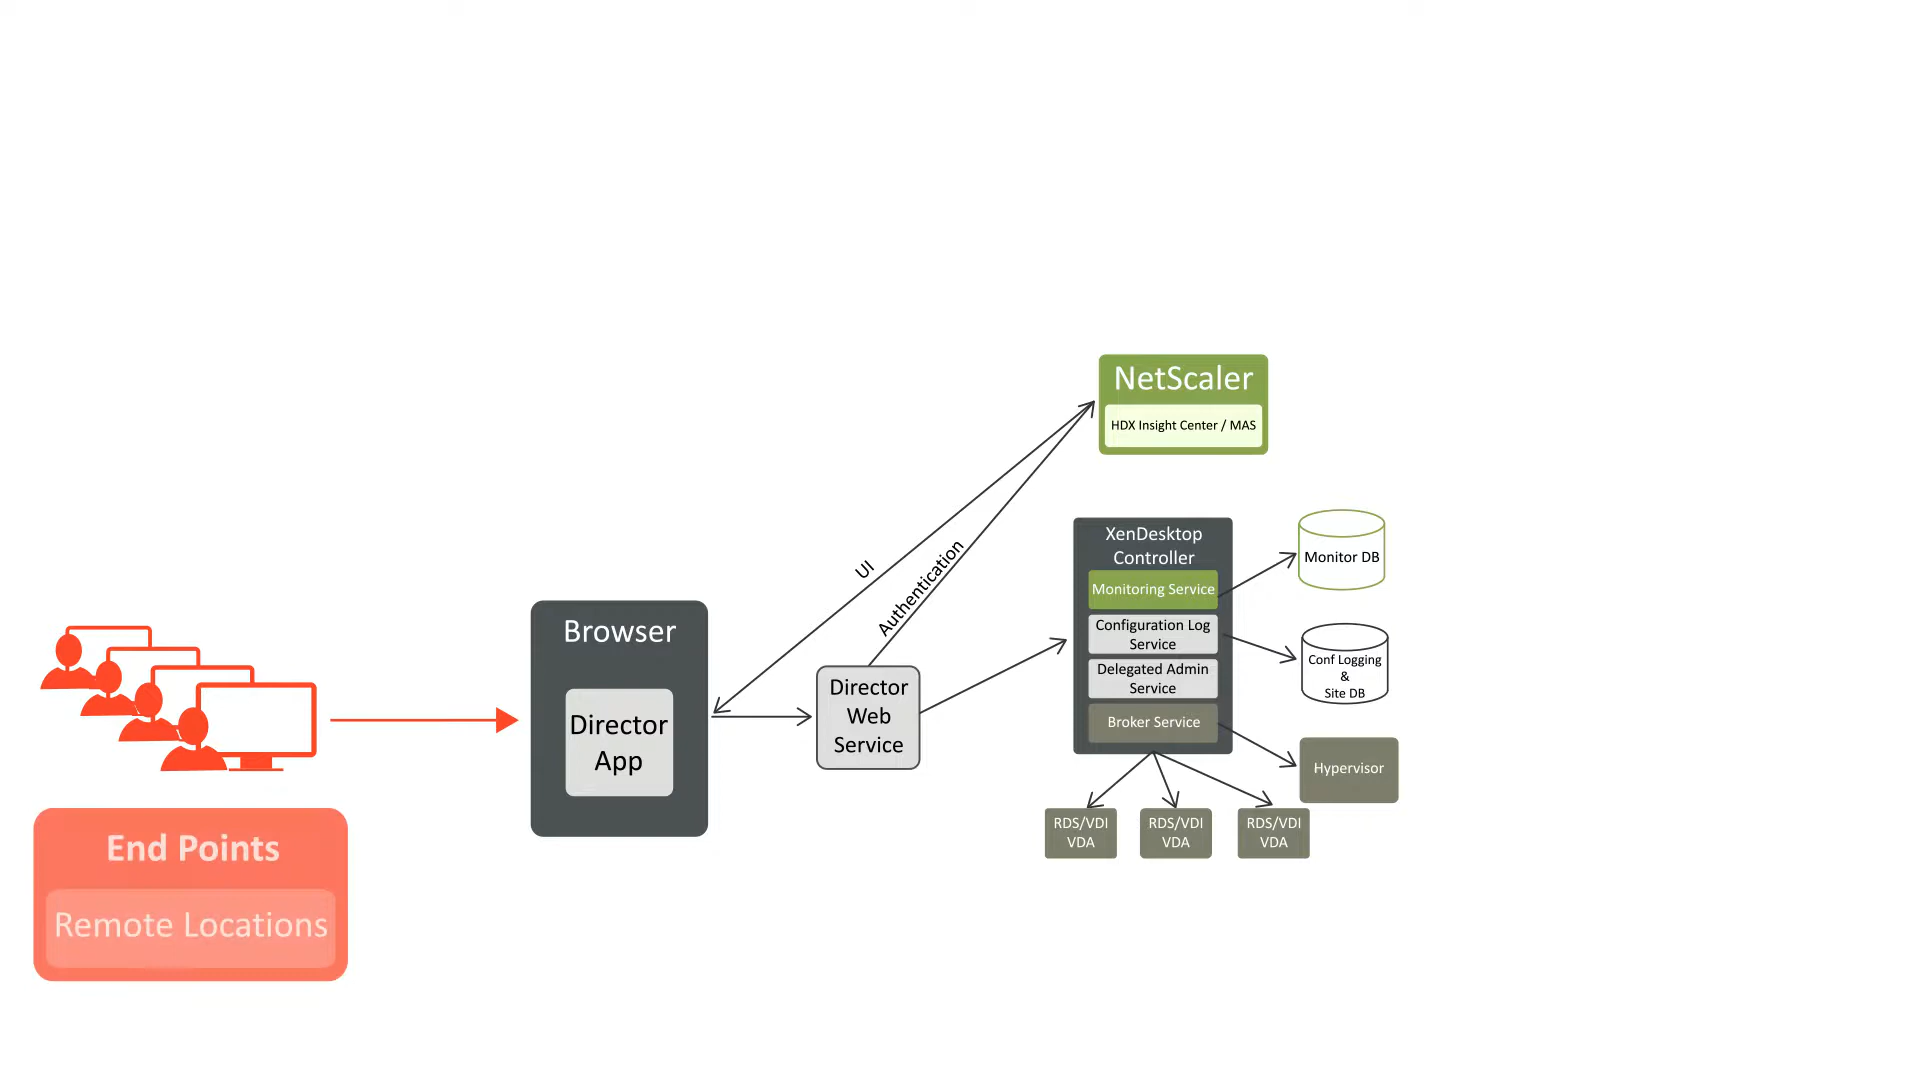 NetScaler
HDX Insight Center / MAS
UI
Authentication
XenDesktop
Controller
Monitoring Service
Configuration Log
Service
Delegated Admin
Service
Broker Service
Monitor DB
Conf Logging
&
Site DB
Hypervisor
RDS/VDI
VDA
RDS/VDI
VDA
RDS/VDI
VDA
Browser
Director
App
Director
Web
Service
End Points
Remote Locations